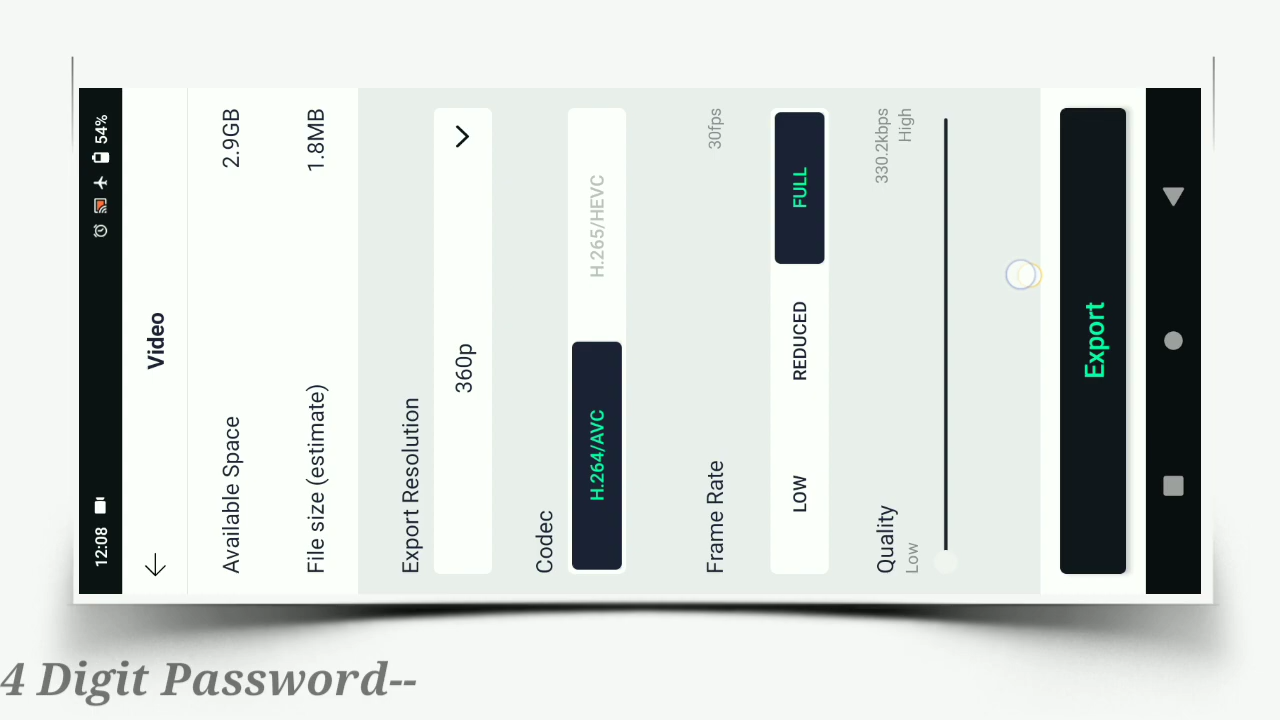 12:08 54%
Video
Available Space 2.9GB
File size (estimate) 1.8MB
Export Resolution
360p
Codec
H.264/AVC H.265/HEVC
Frame Rate 30fps
LOW REDUCED FULL
Quality 330.2kbps
Low High
Export
4 Digit Password--